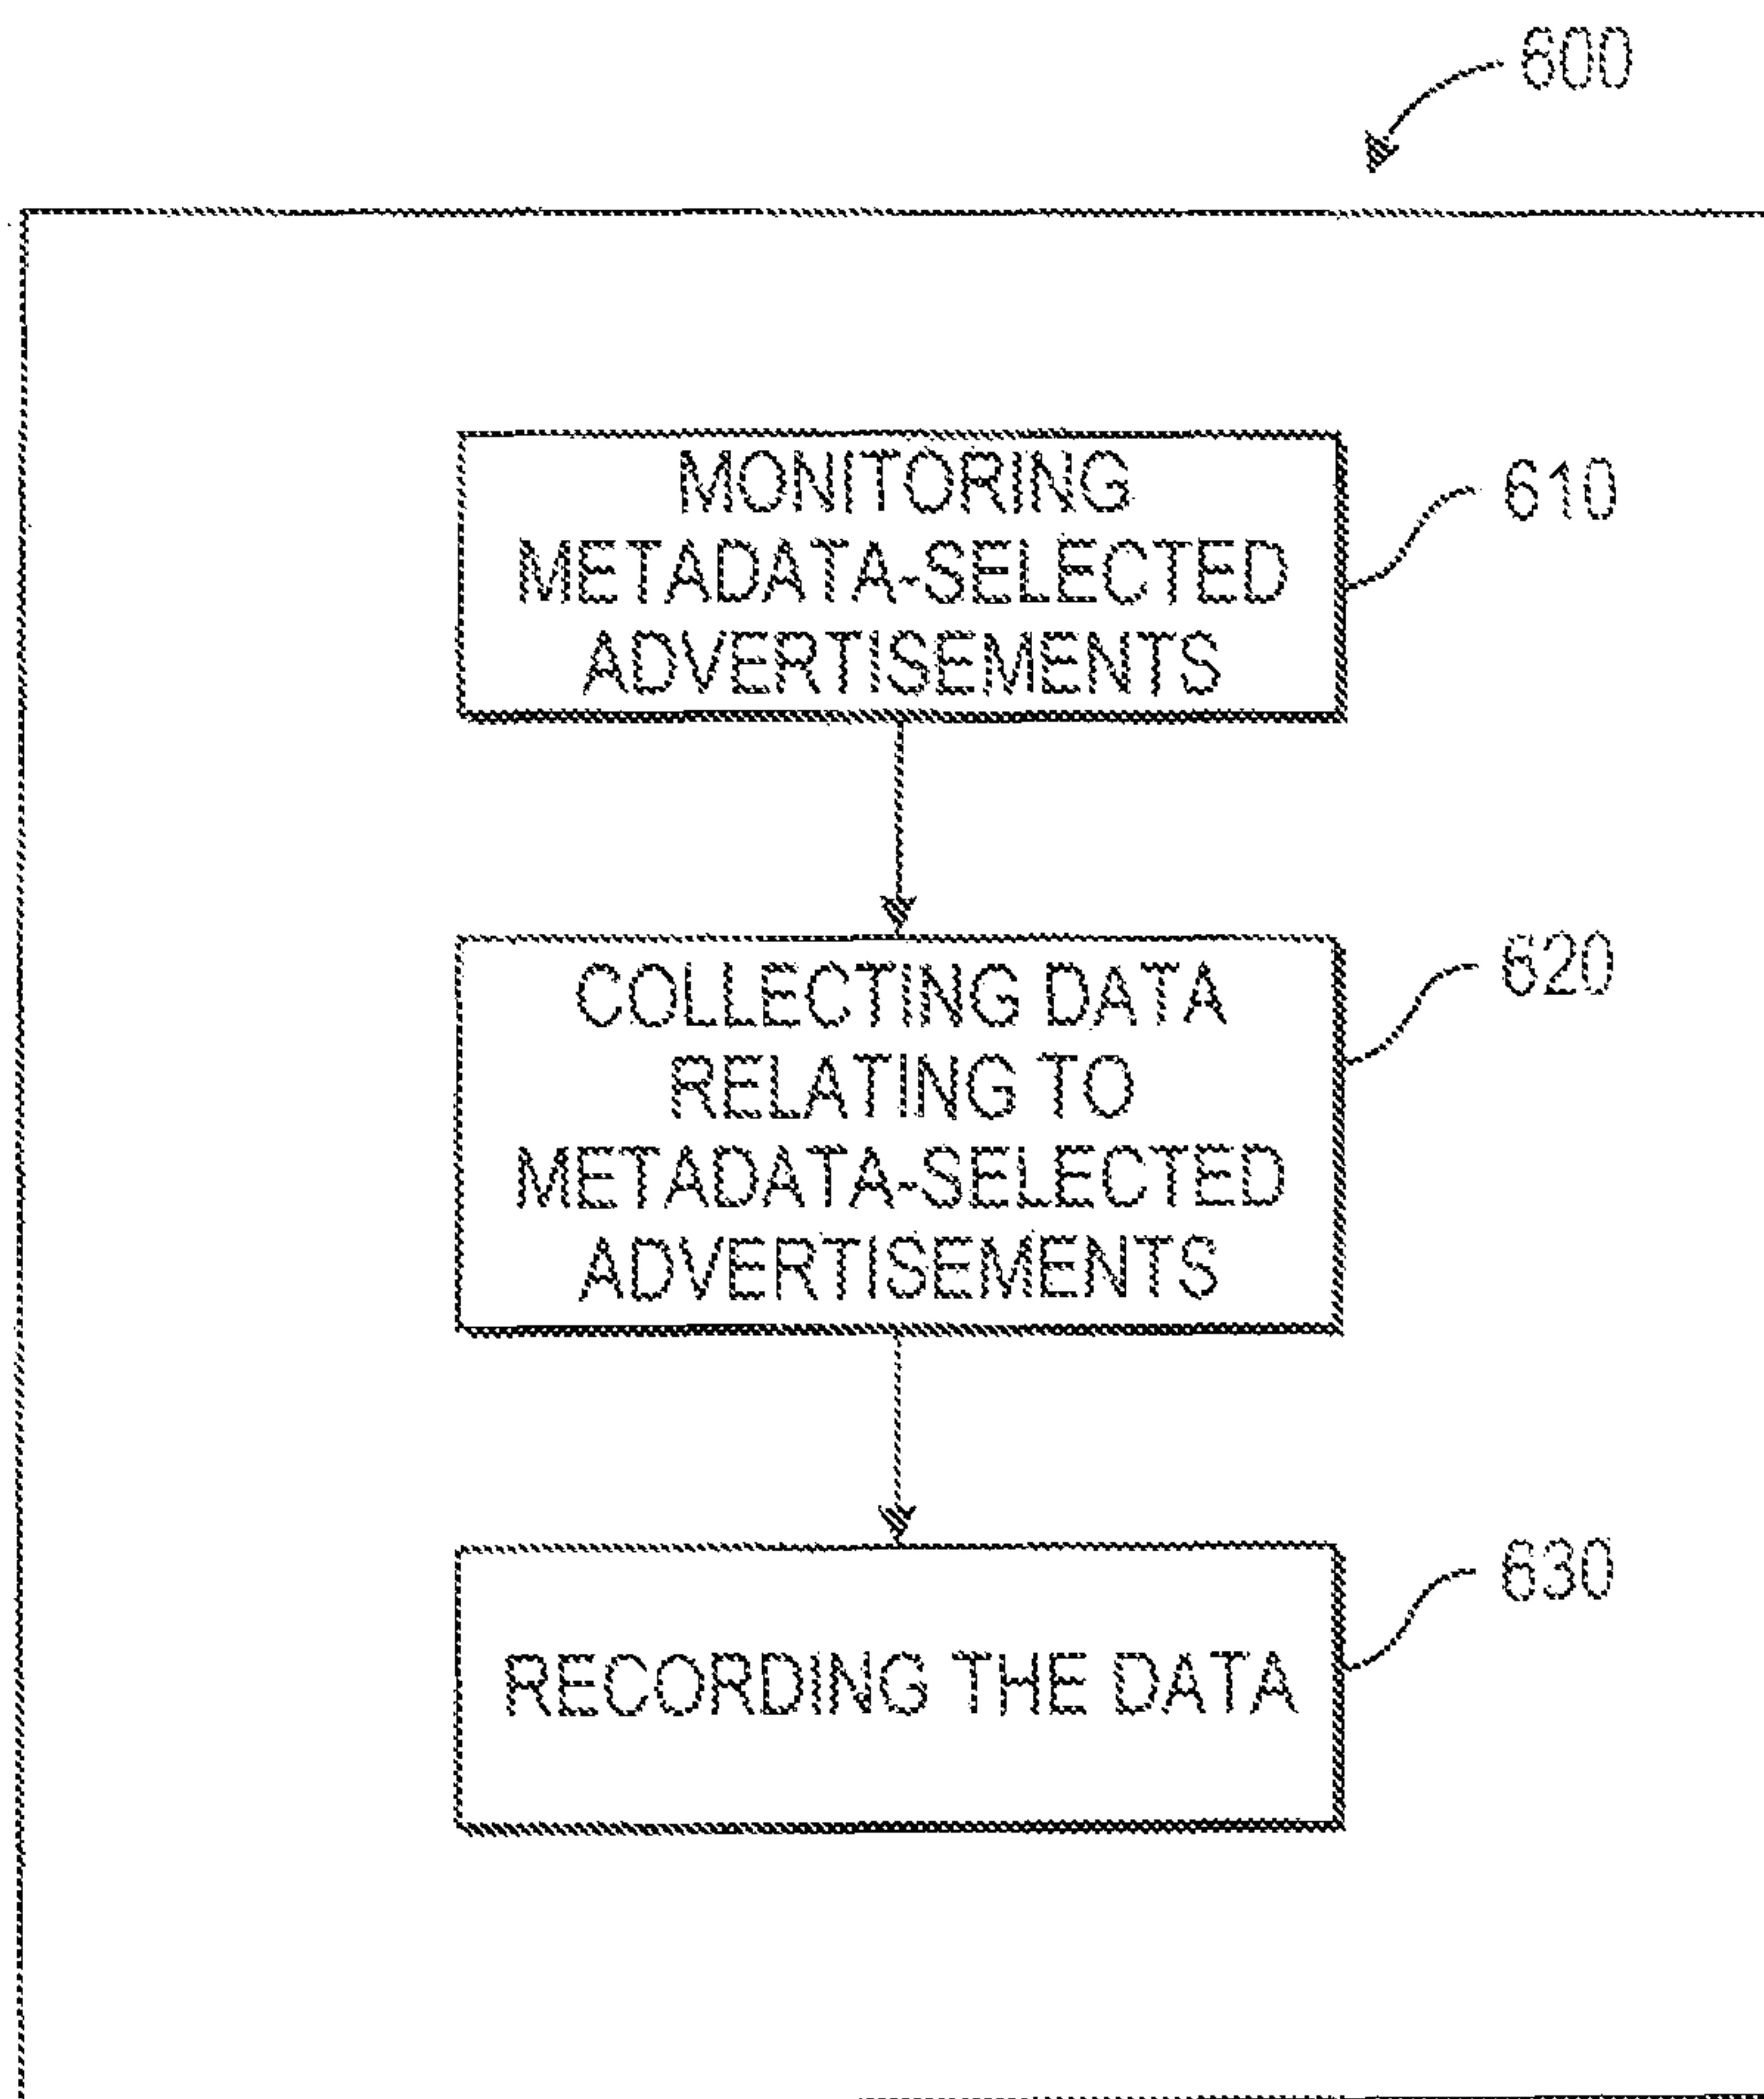 600
MONITORING
METADATA-SELECTED
ADVERTISEMENTS
610
COLLECTING DATA
RELATING TO
METADATA-SELECTED
ADVERTISEMENTS
620
RECORDING THE DATA
630